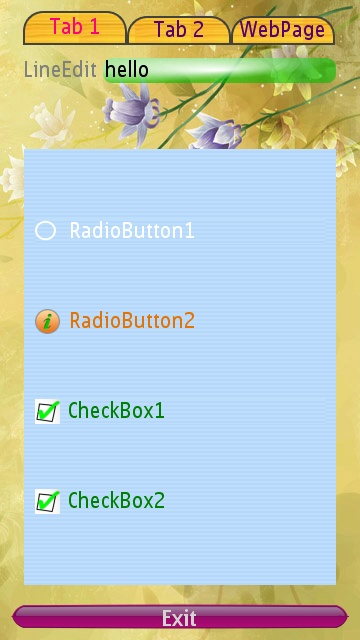 Tab 1 Tab 2 WebPage
LineEdit hello
RadioButton1
RadioButton2
CheckBox1
CheckBox2
Exit